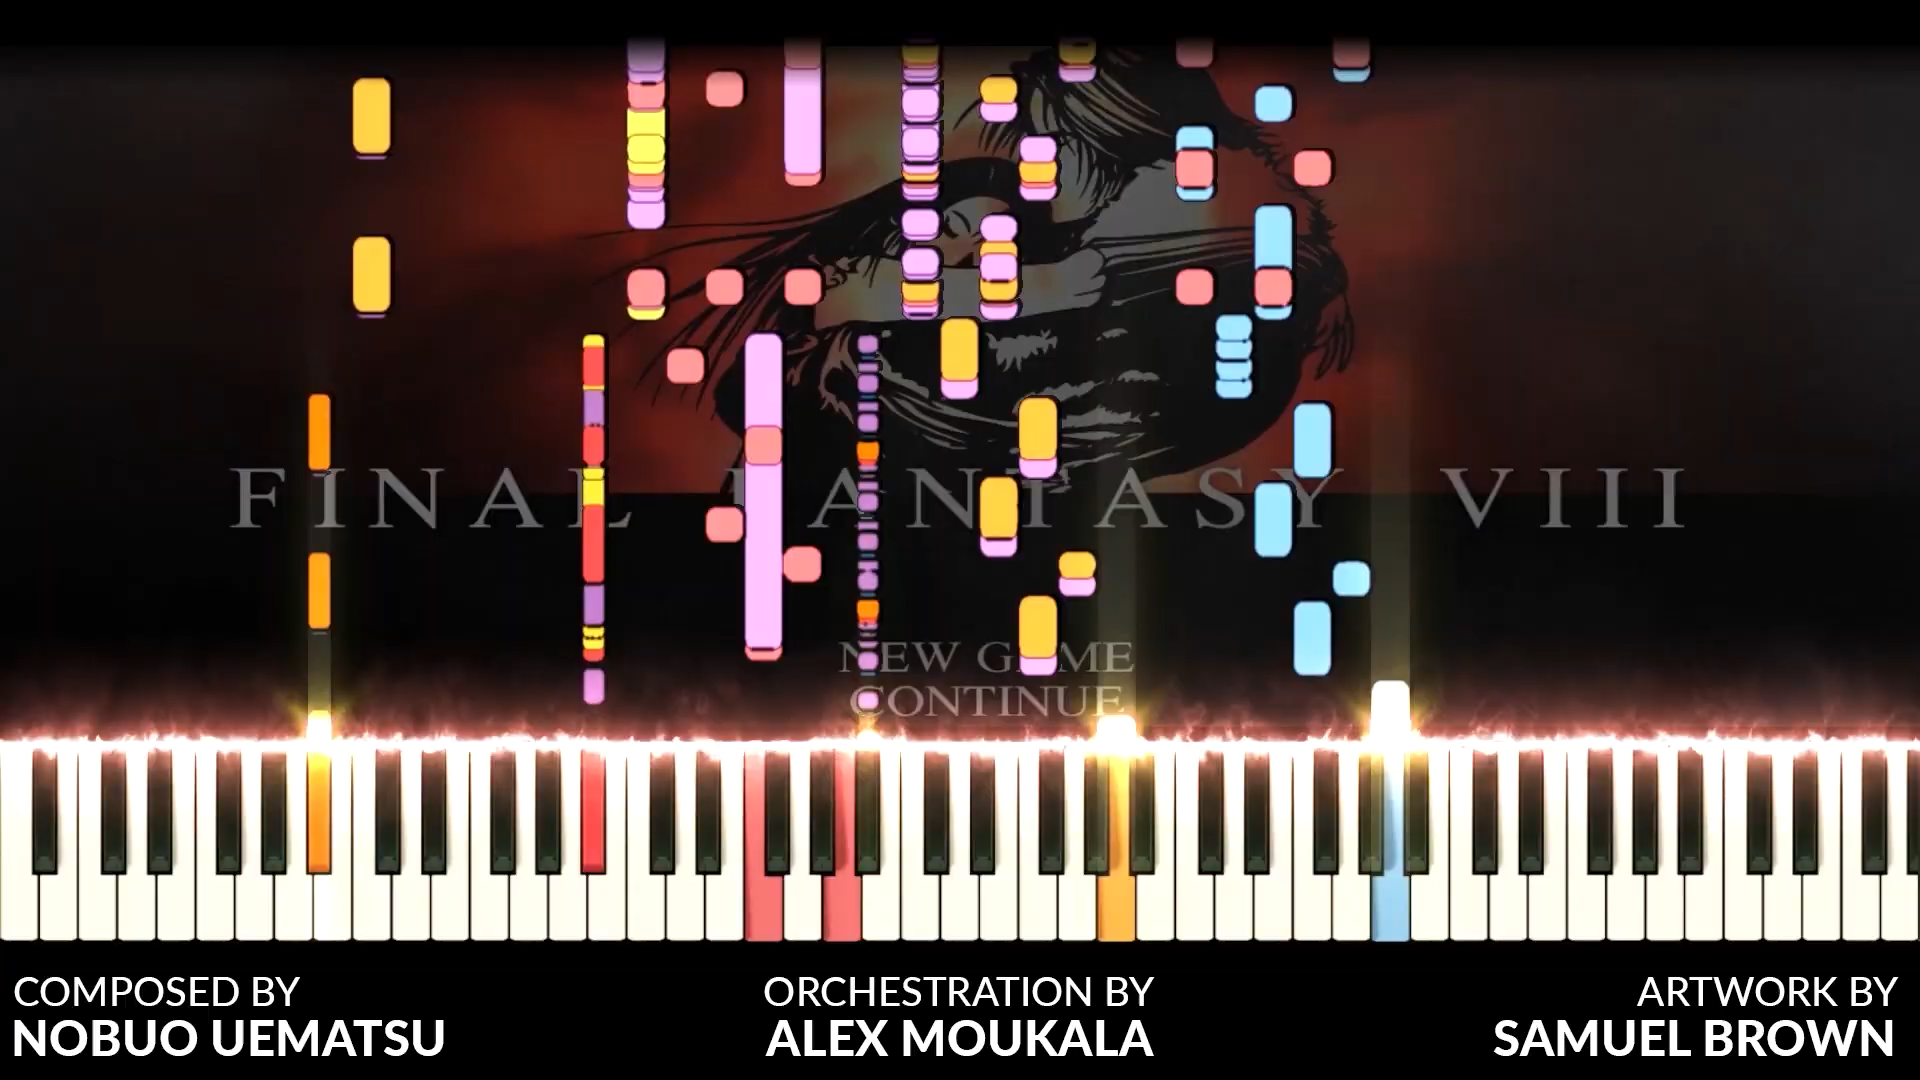 FINAL FANTASY VIII
NEW GAME
CONTINUE
COMPOSED BY
NOBUO UEMATSU
ORCHESTRATION BY
ALEX MOUKALA
ARTWORK BY
SAMUEL BROWN